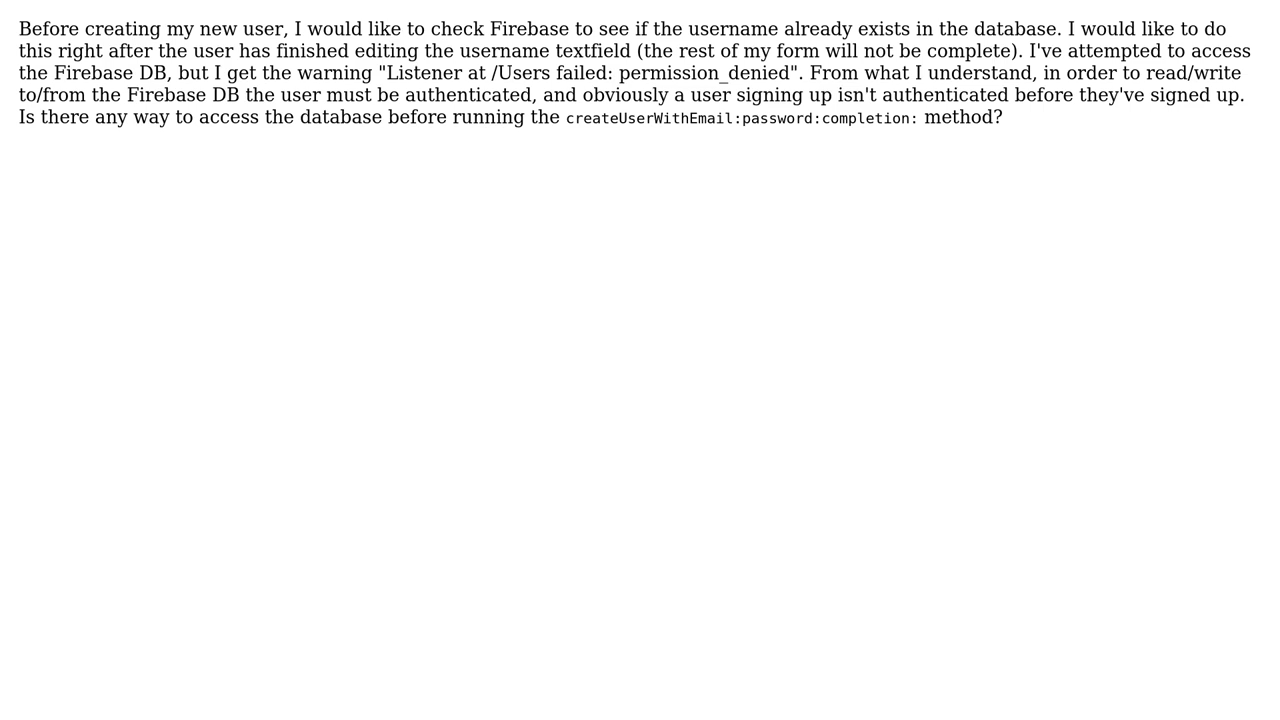 Before creating my new user, I would like to check Firebase to see if the username already exists in the database. I would like to do
this right after the user has finished editing the username textfield (the rest of my form will not be complete). I've attempted to access
the Firebase DB, but I get the warning "Listener at /Users failed: permission_denied". From what I understand, in order to read/write
to/from the Firebase DB the user must be authenticated, and obviously a user signing up isn't authenticated before they've signed up.
Is there any way to access the database before running the createUserWithEmail:password:completion: method?